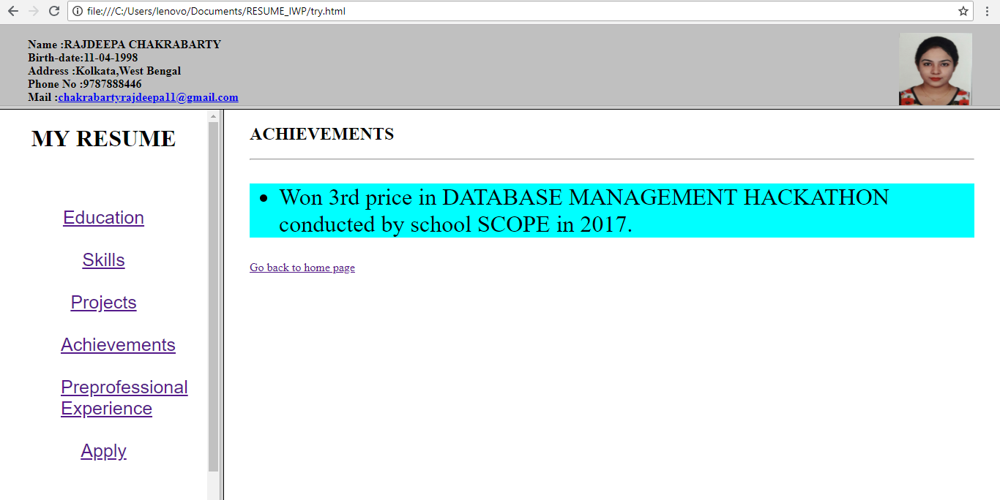 file:///C:/Users/lenovo/Documents/RESUME_IWP/try.html
Name :RAJDEEPA CHAKRABARTY
Birth-date:11-04-1998
Address :Kolkata,West Bengal
Phone No :9787888446
Mail :chakrabartyrajdeepa11@gmail.com
MY RESUME
Education
Skills
Projects
Achievements
Preprofessional
Experience
Apply
ACHIEVEMENTS
• Won 3rd price in DATABASE MANAGEMENT HACKATHON
conducted by school SCOPE in 2017.
Go back to home page